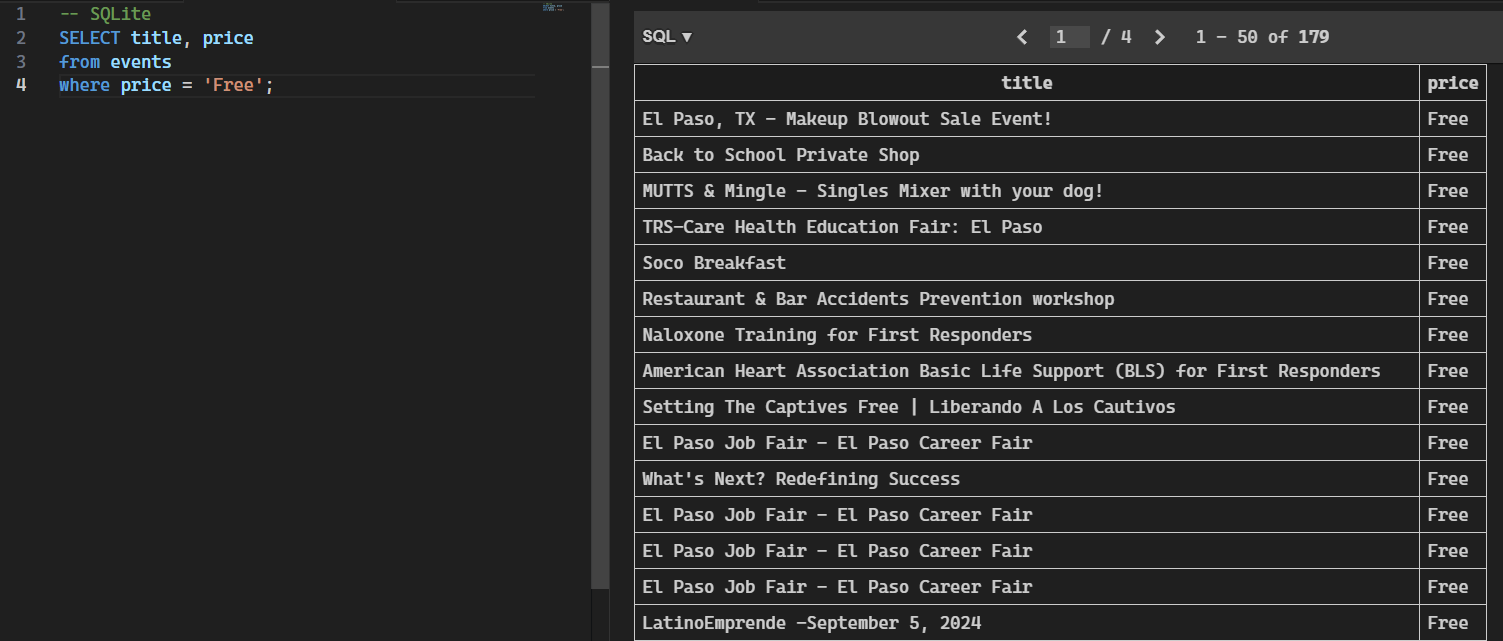 1 -- SQLite
2 SELECT title, price
3 from events
4 where price = 'Free';
SQL ▼ 1 / 4 1 - 50 of 179
title price
El Paso, TX - Makeup Blowout Sale Event! Free
Back to School Private Shop Free
MUTTS & Mingle - Singles Mixer with your dog! Free
TRS-Care Health Education Fair: El Paso Free
Soco Breakfast Free
Restaurant & Bar Accidents Prevention workshop Free
Naloxone Training for First Responders Free
American Heart Association Basic Life Support (BLS) for First Responders Free
Setting The Captives Free | Liberando A Los Cautivos Free
El Paso Job Fair - El Paso Career Fair Free
What's Next? Redefining Success Free
El Paso Job Fair - El Paso Career Fair Free
El Paso Job Fair - El Paso Career Fair Free
El Paso Job Fair - El Paso Career Fair Free
LatinoEmprende -September 5, 2024 Free